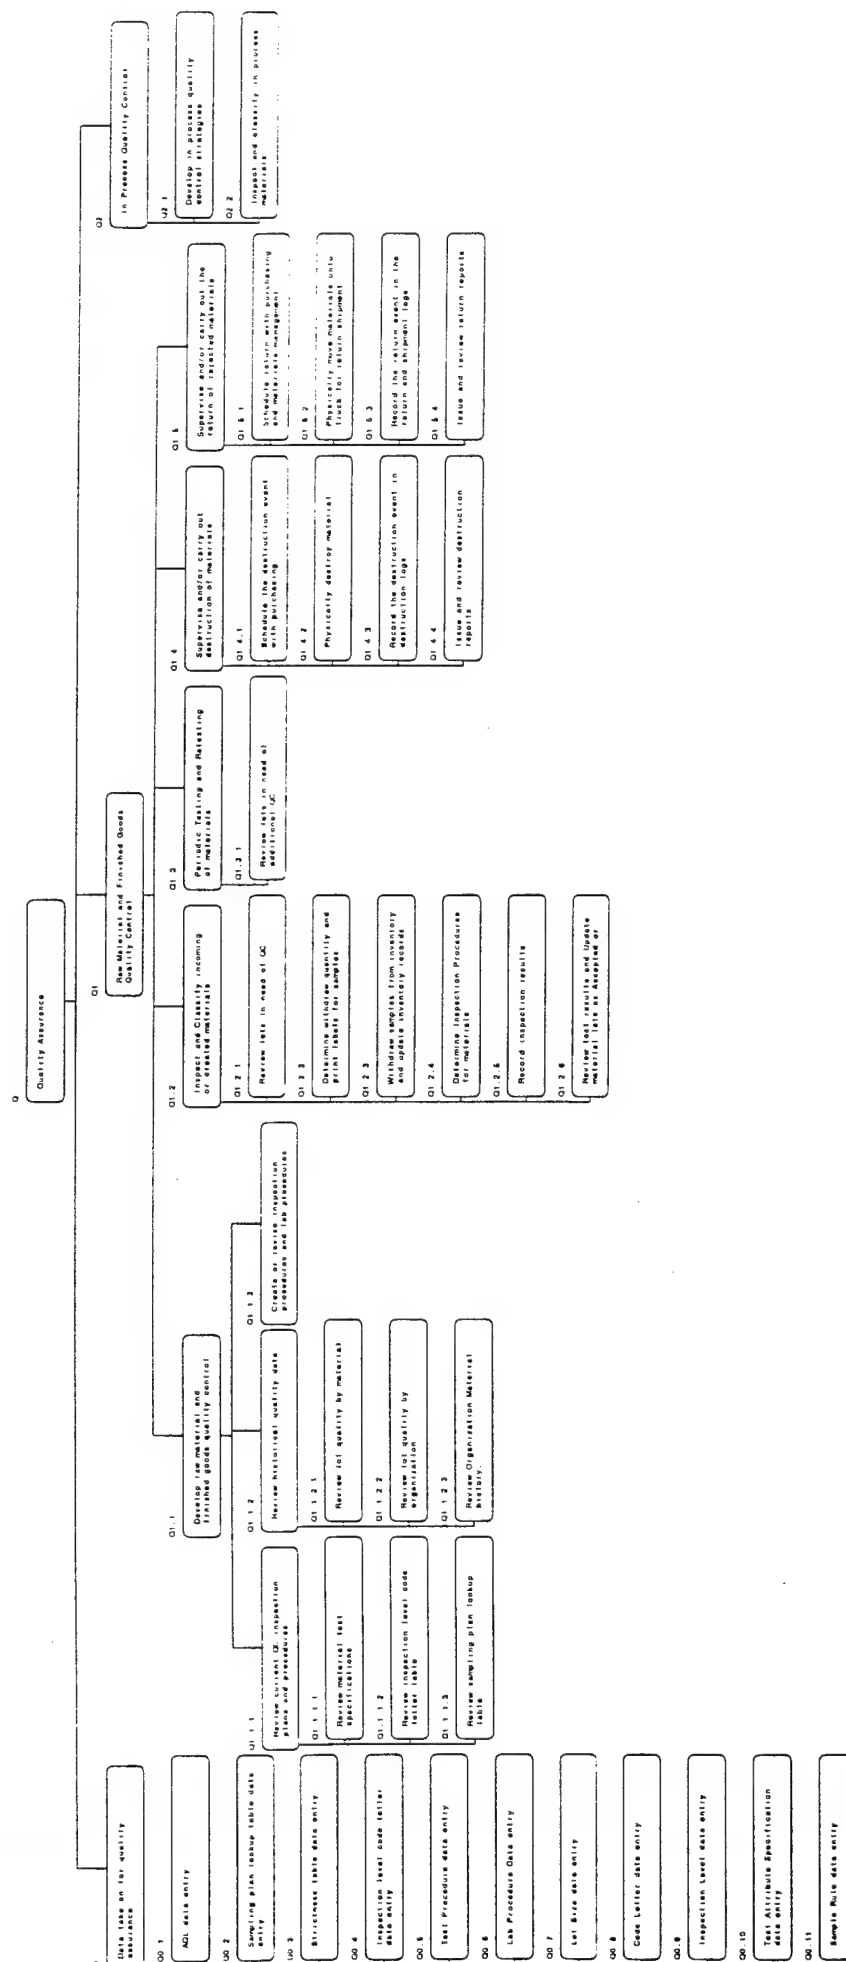 Q
Quality Assurance
Data take on for quality
assurance
Q0.1
AQL data entry
Q0.2
Sampling plan lookup table data
entry
Q0.3
Strictness table data entry
Q0.4
Inspection level code letter
data entry
Q0.5
Test Procedure data entry
Q0.6
Lab Procedure Data entry
Q0.7
Lot Size data entry
Q0.8
Code Letter data entry
Q0.9
Inspection Level data entry
Q0.10
Test Attribute Specification
data entry
Q0.11
Sample Rule data entry
Q1
Raw Material and Finished Goods
Quality Control
Q1.1
Develop raw material and
finished goods quality control
Q1.1.1
Review current QC inspection
plans and procedures
Q1.1.1.1
Review material test
specifications
Q1.1.1.2
Review inspection level code
letter table
Q1.1.1.3
Review sampling plan lookup
table
Q1.1.2
Review historical quality data
Q1.1.2.1
Review lot quality by material
Q1.1.2.2
Review lot quality by
organization
Q1.1.2.3
Review Organization Material
history.
Q1.1.3
Create or revise inspection
procedures and lab procedures
Q1.2
Inspect and Classify incoming
or created materials
Q1.2.1
Review lots in need of QC
Q1.2.2
Determine withdraw quantity and
print labels for samples
Q1.2.3
Withdraw samples from inventory
and update inventory records
Q1.2.4
Determine Inspection Procedures
for materials
Q1.2.5
Record inspection results
Q1.2.6
Review test results and Update
material lots as Accepted or
Q1.3
Periodic Testing and Retesting
of materials
Q1.3.1
Review lots in need of
additional QC
Q1.4
Supervise and/or carry out
destruction of materials
Q1.4.1
Schedule the destruction event
with purchasing
Q1.4.2
Physically destroy material
Q1.4.3
Record the destruction event in
destruction logs
Q1.4.4
Issue and review destruction
reports
Q1.5
Supervise and/or carry out the
return of rejected materials
Q1.5.1
Schedule return with purchasing
and materials management
Q1.5.2
Physically move materials onto
truck for return shipment
Q1.5.3
Record the return event in the
return and shipment logs
Q1.5.4
Issue and review return reports
Q2
In Process Quality Control
Q2.1
Develop in process quality
control strategies
Q2.2
Inspect and classify in process
materials